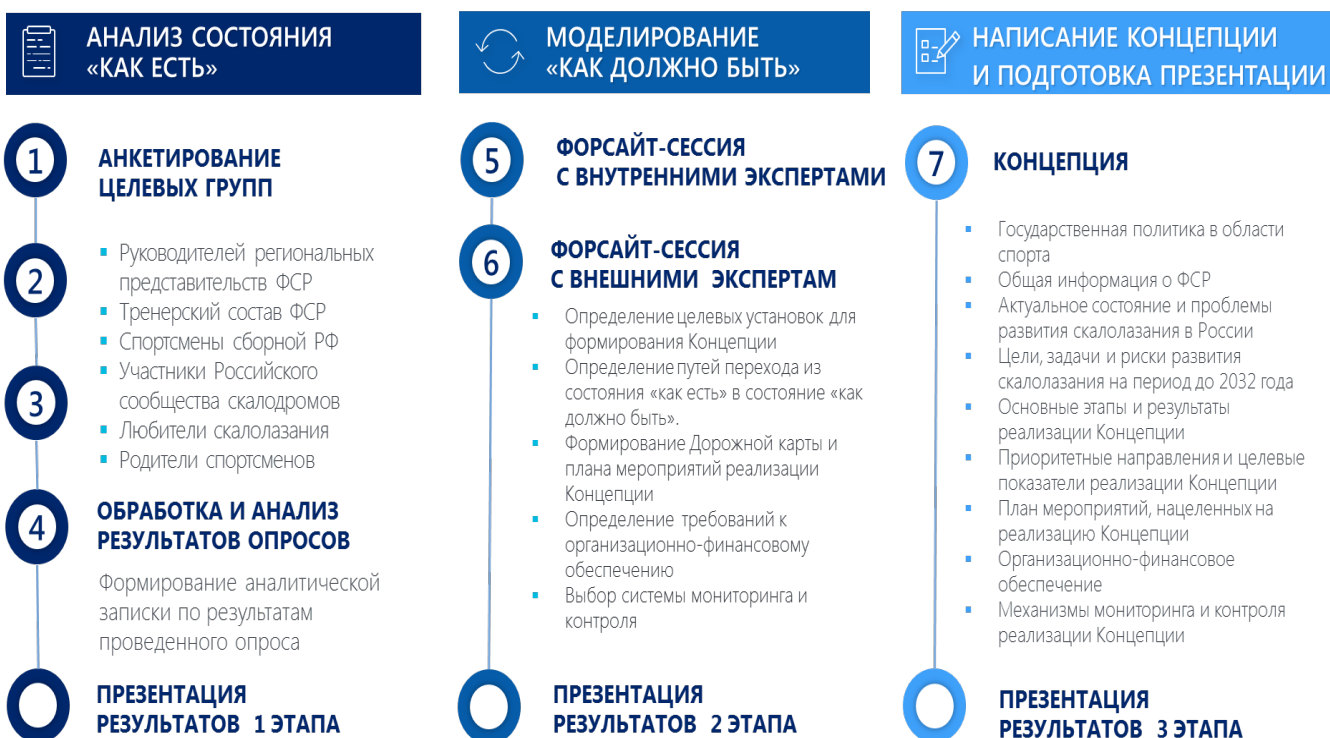 АНАЛИЗ СОСТОЯНИЯ
«КАК ЕСТЬ»
1
АНКЕТИРОВАНИЕ
ЦЕЛЕВЫХ ГРУПП
2
3
▪ Руководителей региональных
представительств ФСР
▪ Тренерский состав ФСР
▪ Спортсмены сборной РФ
▪ Участники Российского
сообщества скалодромов
▪ Любители скалолазания
▪ Родители спортсменов
4
ОБРАБОТКА И АНАЛИЗ
РЕЗУЛЬТАТОВ ОПРОСОВ
Формирование аналитической
записки по результатам
проведенного опроса
ПРЕЗЕНТАЦИЯ
РЕЗУЛЬТАТОВ 1 ЭТАПА
МОДЕЛИРОВАНИЕ
«КАК ДОЛЖНО БЫТЬ»
5
ФОРСАЙТ-СЕССИЯ
С ВНУТРЕННИМИ ЭКСПЕРТАМИ
6
ФОРСАЙТ-СЕССИЯ
С ВНЕШНИМИ ЭКСПЕРТАМ
▪ Определение целевых установок для
формирования Концепции
▪ Определение путей перехода из
состояния «как есть» в состояние «как
должно быть».
▪ Формирование Дорожной карты и
плана мероприятий реализации
Концепции
▪ Определение требований к
организационно-финансовому
обеспечению
▪ Выбор системы мониторинга и
контроля
ПРЕЗЕНТАЦИЯ
РЕЗУЛЬТАТОВ 2 ЭТАПА
НАПИСАНИЕ КОНЦЕПЦИИ
И ПОДГОТОВКА ПРЕЗЕНТАЦИИ
7
КОНЦЕПЦИЯ
▪ Государственная политика в области
спорта
▪ Общая информация о ФСР
▪ Актуальное состояние и проблемы
развития скалолазания в России
▪ Цели, задачи и риски развития
скалолазания на период до 2032 года
▪ Основные этапы и результаты
реализации Концепции
▪ Приоритетные направления и целевые
показатели реализации Концепции
▪ План мероприятий, нацеленных на
реализацию Концепции
▪ Организационно-финансовое
обеспечение
▪ Механизмы мониторинга и контроля
реализации Концепции
ПРЕЗЕНТАЦИЯ
РЕЗУЛЬТАТОВ 3 ЭТАПА